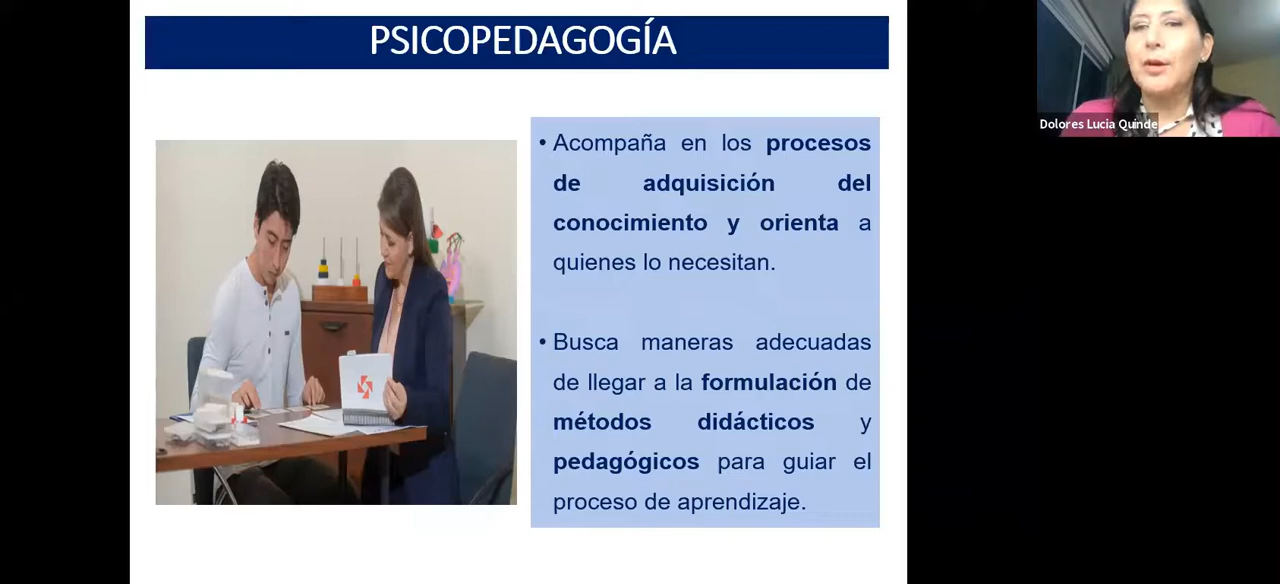 PSICOPEDAGOGÍA
Dolores Lucia Quinde
• Acompaña en los procesos
de adquisición del
conocimiento y orienta a
quienes lo necesitan.
• Busca maneras adecuadas
de llegar a la formulación de
métodos didácticos y
pedagógicos para guiar el
proceso de aprendizaje.